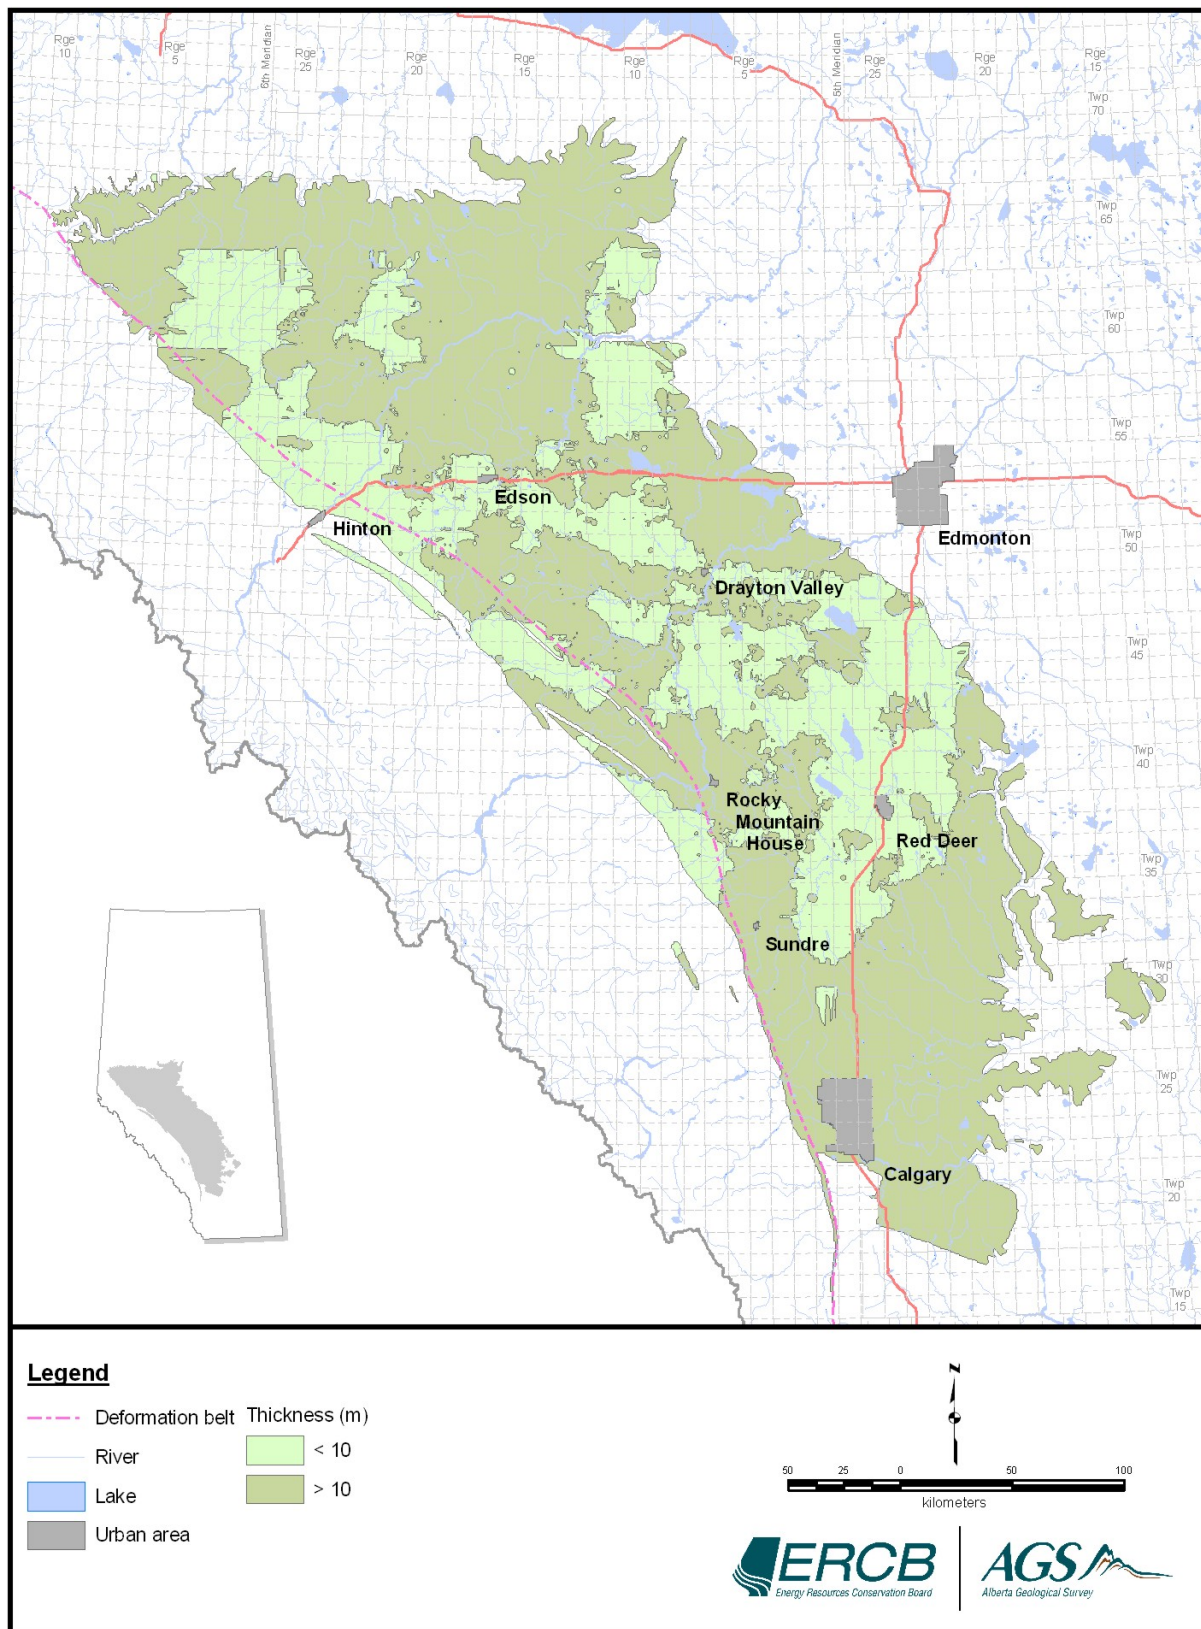 Rge
10
Rge
5
6th Meridian
Rge
25
Rge
20
Rge
15
Rge
10
Rge
5
5th Meridian
Rge
25
Rge
20
Rge
15
Twp
70
Twp
65
Twp
60
Twp
55
Edson
Hinton
Edmonton
Twp
50
Drayton Valley
Twp
45
Twp
40
Rocky
Mountain
House
Red Deer
Twp
35
Sundre
Twp
30
Twp
25
Calgary
Twp
20
Twp
15
Legend
Deformation belt
Thickness (m)
River
< 10
Lake
> 10
Urban area
N
50 25 0 50 100
kilometers
ERCB
Energy Resources Conservation Board
AGS
Alberta Geological Survey